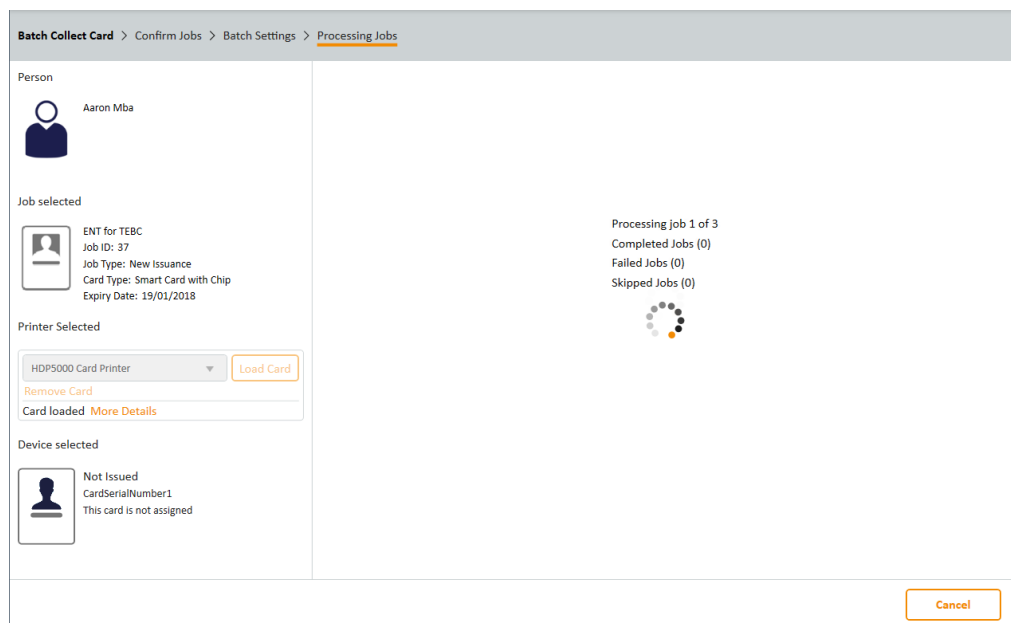 Batch Collect Card > Confirm Jobs > Batch Settings > Processing Jobs
Person
Aaron Mba
Job selected
ENT for TEBC
Job ID: 37
Job Type: New Issuance
Card Type: Smart Card with Chip
Expiry Date: 19/01/2018
Printer Selected
HDP5000 Card Printer
Load Card
Remove Card
Card loaded More Details
Device selected
Not Issued
CardSerialNumber1
This card is not assigned
Processing job 1 of 3
Completed Jobs (0)
Failed Jobs (0)
Skipped Jobs (0)
Cancel